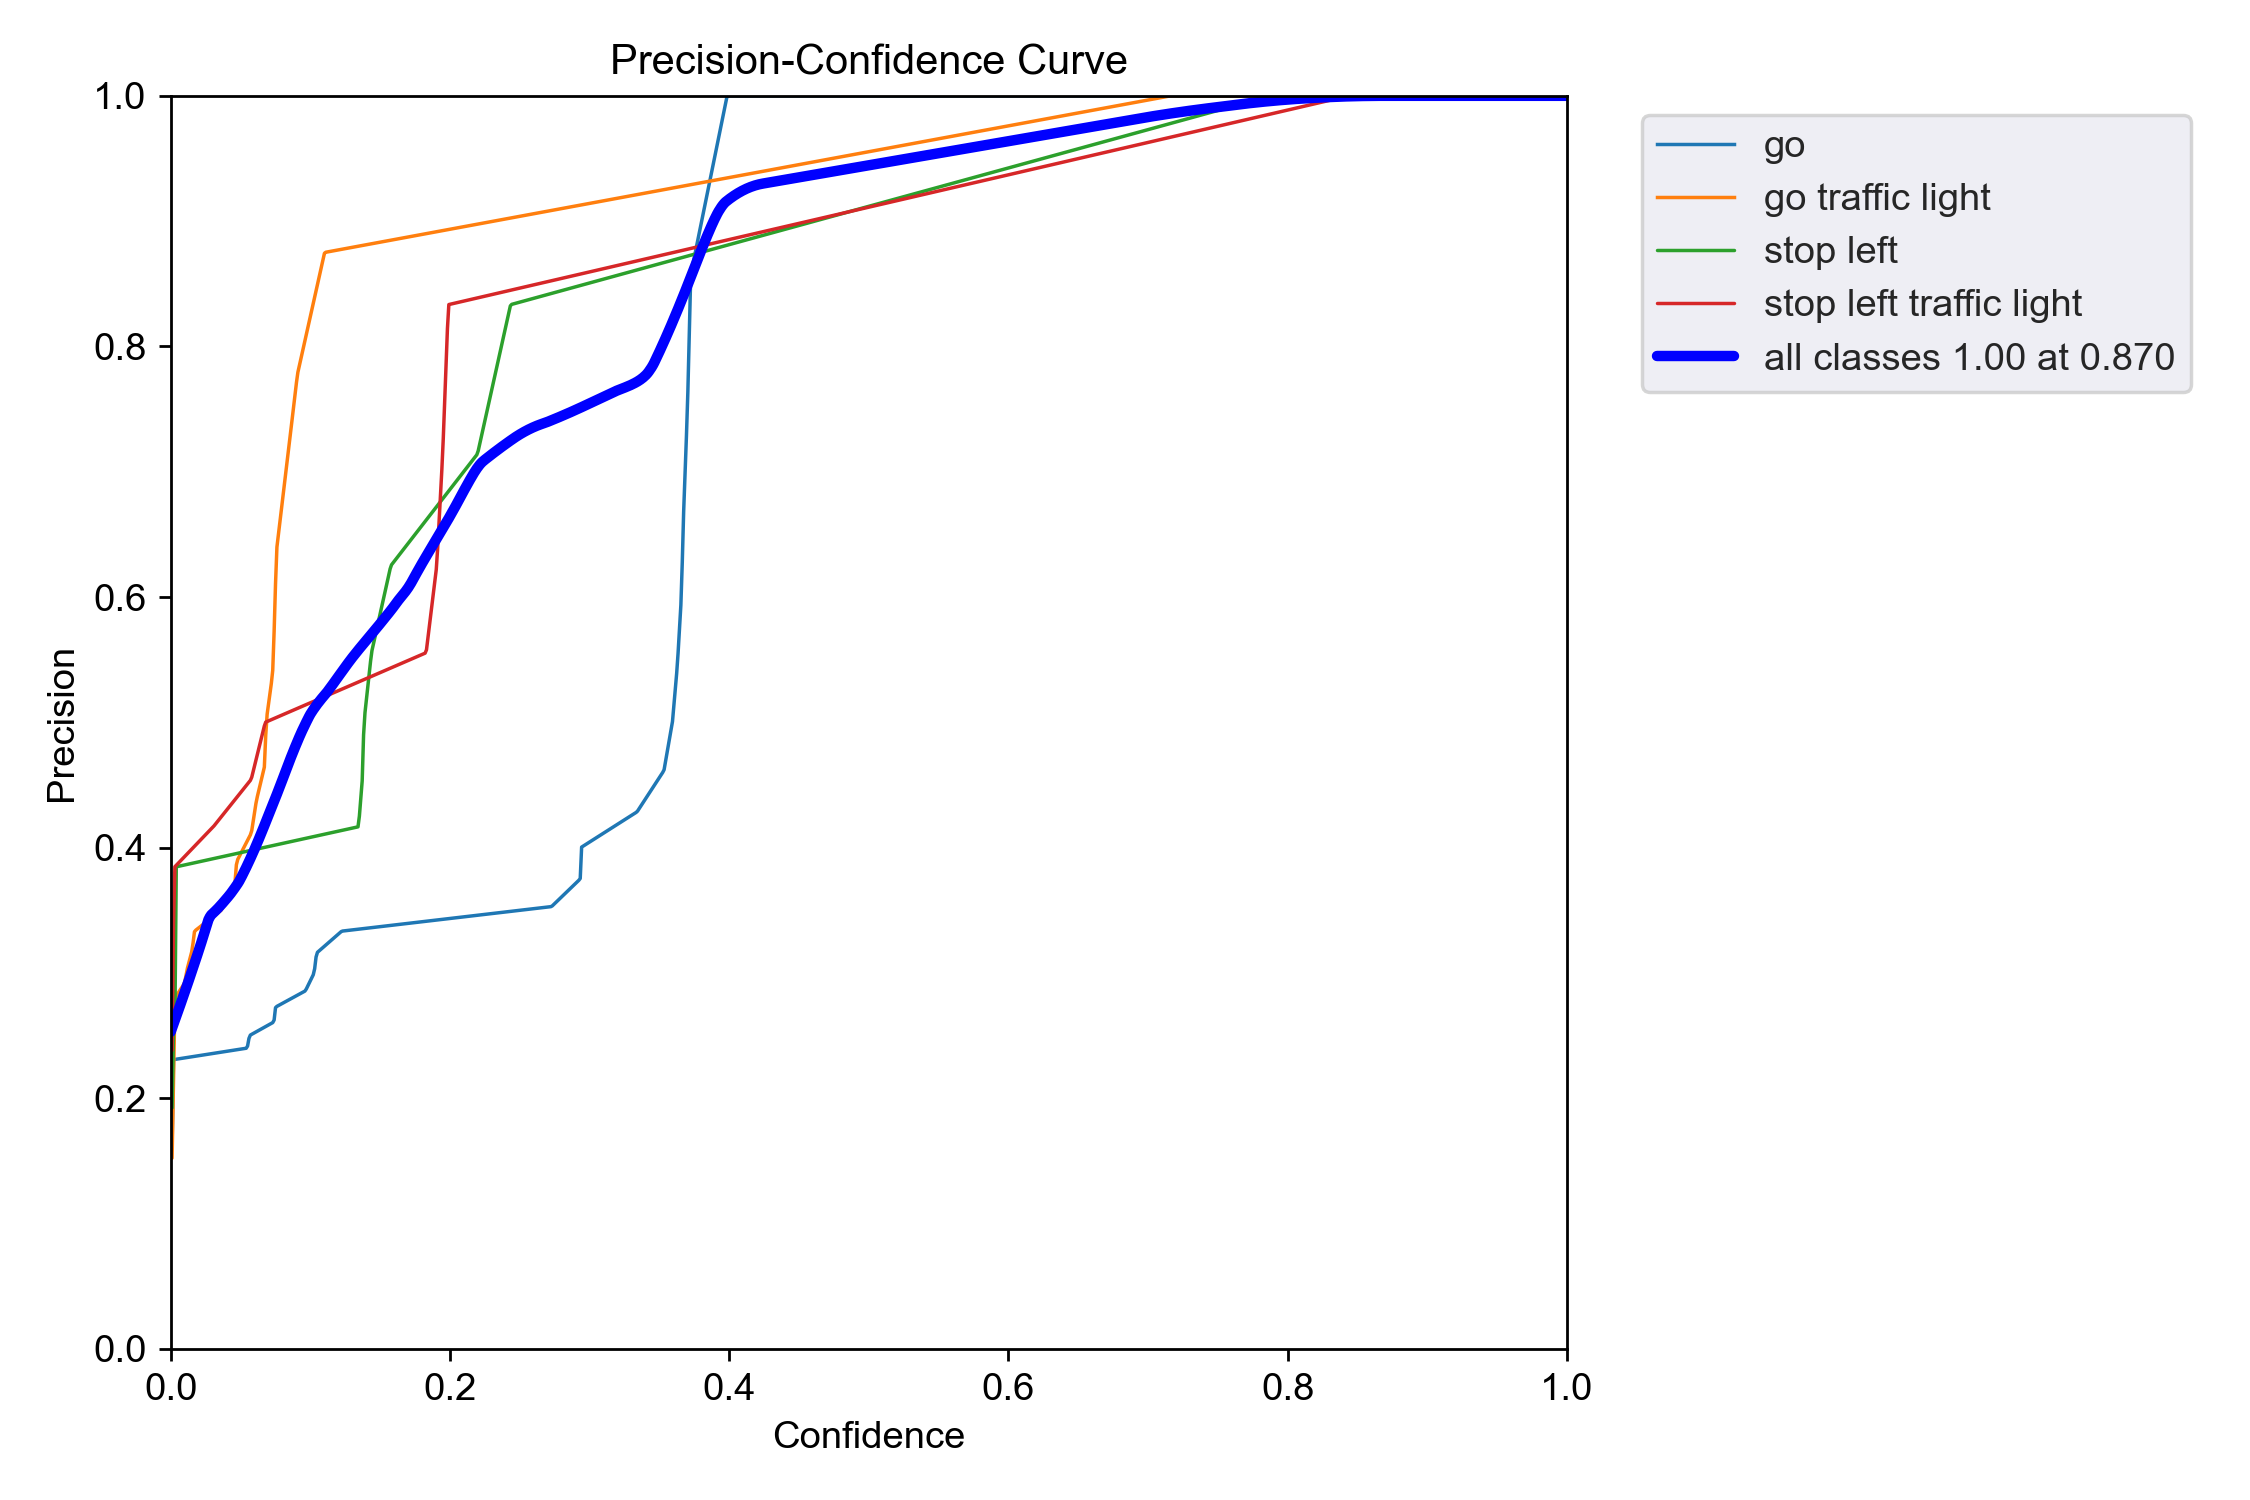 Precision-Confidence Curve
1.0
0.8
0.6
0.4
0.2
0.0
Precision
0.0 0.2 0.4 0.6 0.8 1.0
Confidence
go
go traffic light
stop left
stop left traffic light
all classes 1.00 at 0.870